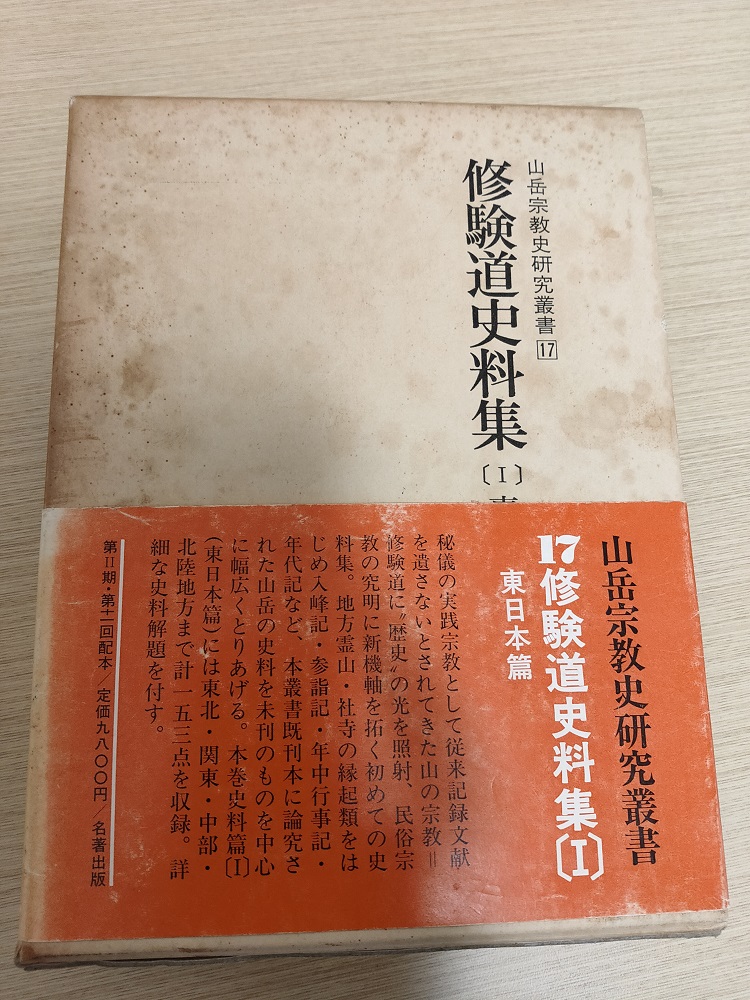 山岳宗教史研究叢書17
修験道史料集
〔I〕
山岳宗教史研究叢書
17修験道史料集〔I〕
東日本篇
秘儀の実践宗教として従来記録文献
を遺さないとされてきた山の宗教＝
修験道に〝歴史〟の光を照射、民俗宗
教の究明に新機軸を拓く初めての史
料集。地方霊山・社寺の縁起類をは
じめ入峰記・参詣記・年中行事記・
年代記など、本叢書既刊本に論究さ
れた山岳の史料を未刊のものを中心
に幅広くとりあげる。本巻史料篇〔I〕
（東日本篇）には東北・関東・中部・
北陸地方まで計一五三点を収録。詳
細な史料解題を付す。
第II期・第十一回配本／定価九八〇〇円／名著出版